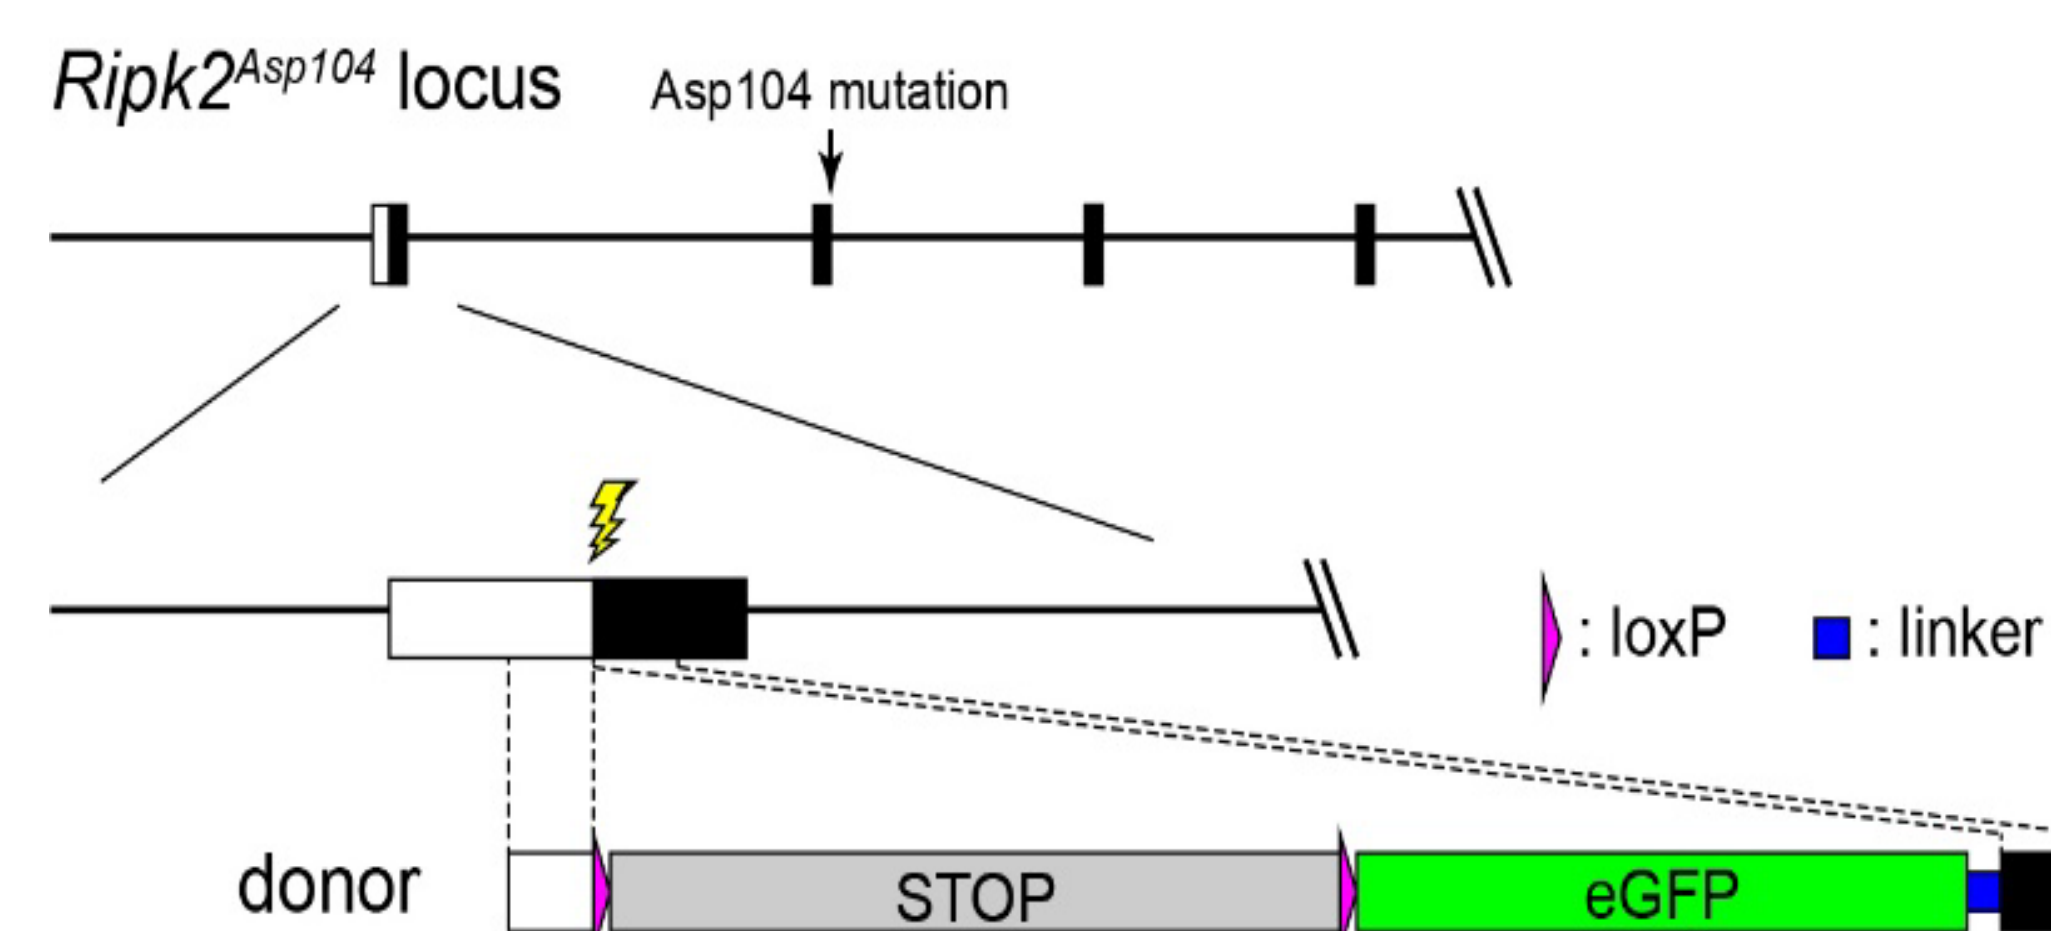 Ripk2Asp104 locus
Asp104 mutation
: loxP
: linker
donor
STOP
eGFP